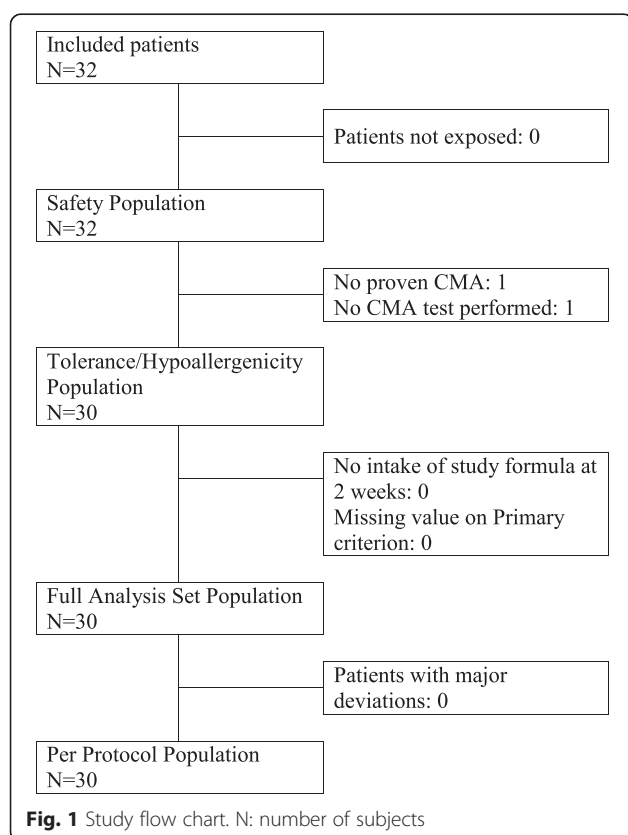 Included patients
N=32
Patients not exposed: 0
Safety Population
N=32
No proven CMA: 1
No CMA test performed: 1
Tolerance/Hypoallergenicity
Population
N=30
No intake of study formula at
2 weeks: 0
Missing value on Primary
criterion: 0
Full Analysis Set Population
N=30
Patients with major
deviations: 0
Per Protocol Population
N=30
Fig. 1 Study flow chart. N: number of subjects